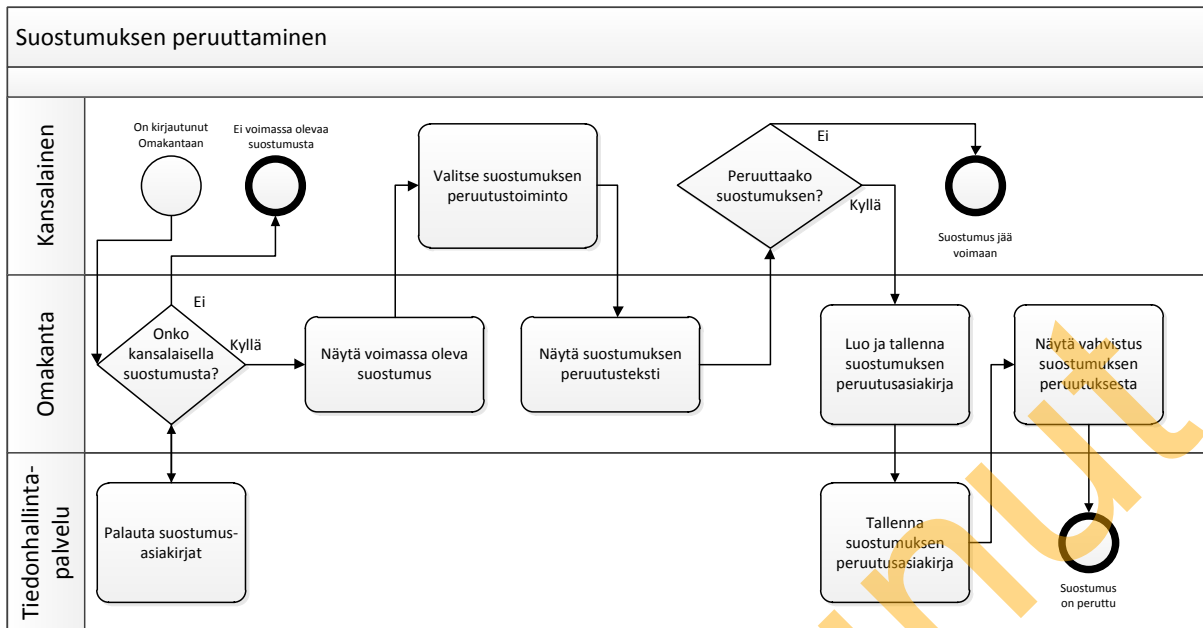 Suostumuksen peruuttaminen
Kansalainen
On kirjautunut
Omakantaan
Ei voimassa olevaa
suostumusta
Valitse suostumuksen
peruutustoiminto
Peruuttaako
suostumuksen?
Ei
Kyllä
Suostumus jää
voimaan
Omakanta
Onko
kansalaisella
suostumusta?
Ei
Kyllä
Näytä voimassa oleva
suostumus
Näytä suostumuksen
peruutusteksti
Luo ja tallenna
suostumuksen
peruutusasiakirja
Näytä vahvistus
suostumuksen
peruutuksesta
Tiedonhallinta-
palvelu
Palauta suostumus-
asiakirjat
Tallenna
suostumuksen
peruutusasiakirja
Suostumus
on peruttu
nut